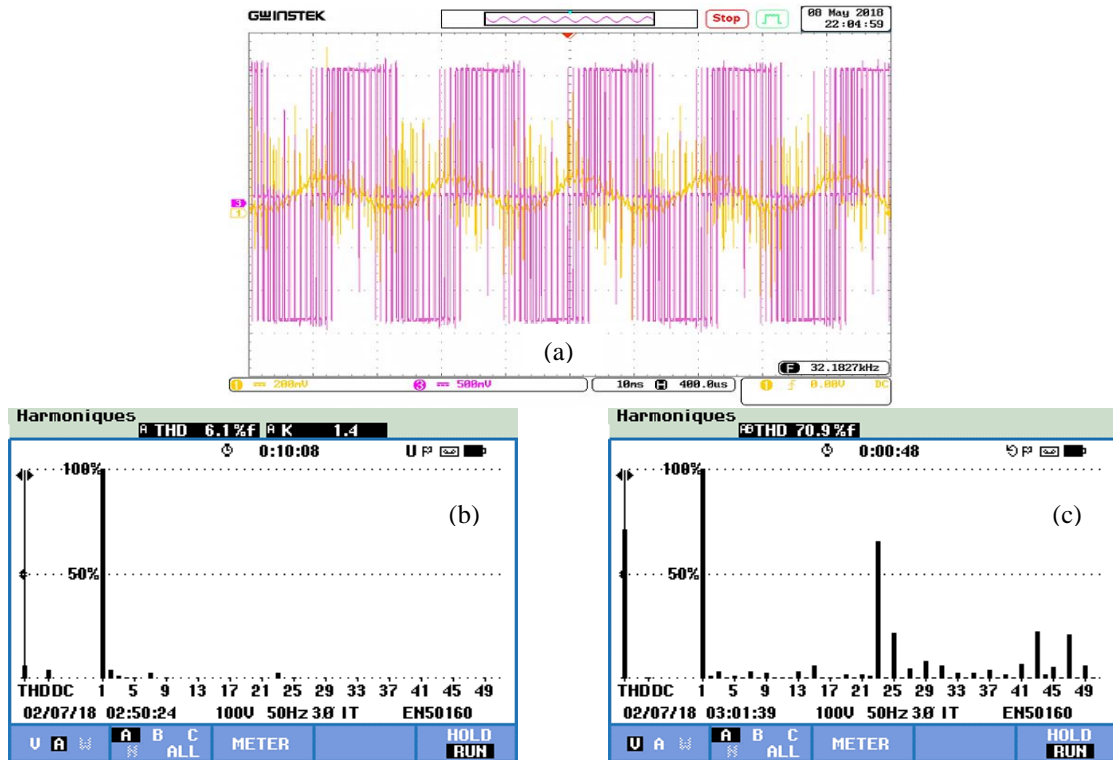 GWINSTEK Stop 08 May 2018
22:04:59
3
1
(a)
F 32.1827kHz
1 200mV 3 500mV 10ms H 400.0us 1 0.00V DC
Harmoniques
A THD 6.1%f A K 1.4
0:10:08 U
100%
(b)
50%
THDDC 1 5 9 13 17 21 25 29 33 37 41 45 49
02/07/18 02:50:24 100V 50Hz 3Ø IT EN50160
V A W A B C N ALL METER HOLD RUN
Harmoniques
AB THD 70.9%f
0:00:48
100%
(c)
50%
THDDC 1 5 9 13 17 21 25 29 33 37 41 45 49
02/07/18 03:01:39 100V 50Hz 3Ø IT EN50160
V A W A B C N ALL METER HOLD RUN